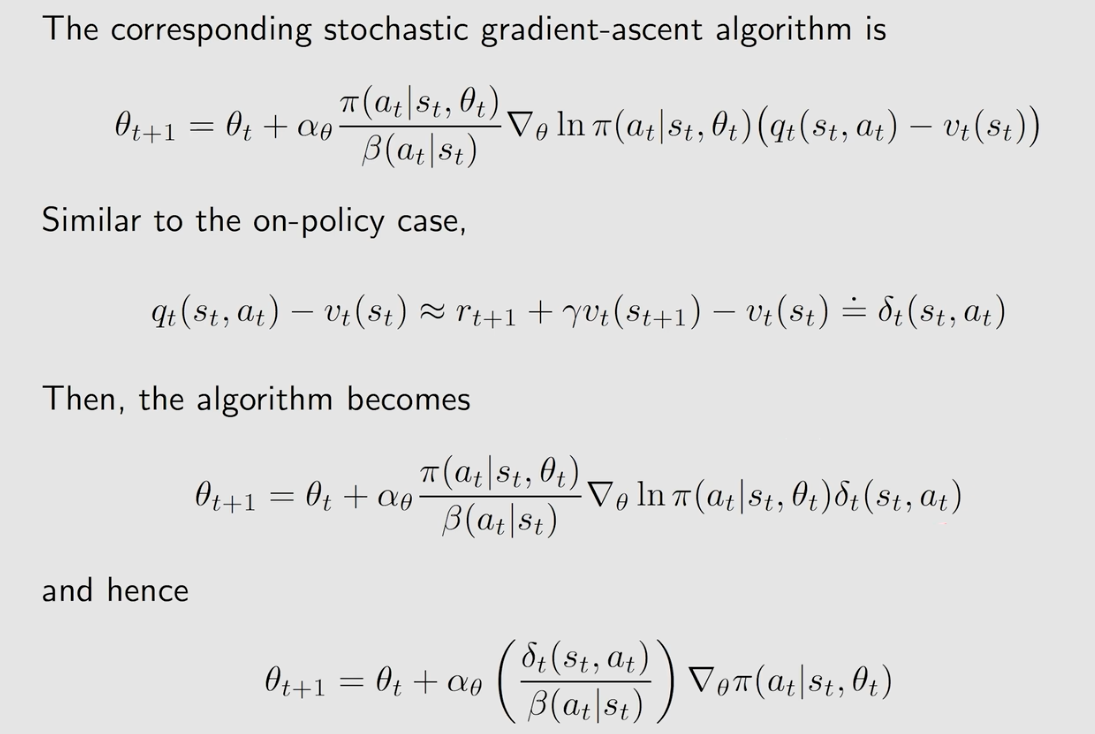 The corresponding stochastic gradient-ascent algorithm is
$\theta_{t+1} = \theta_t + \alpha_\theta \frac{\pi(a_t|s_t, \theta_t)}{\beta(a_t|s_t)} \nabla_\theta \ln \pi(a_t|s_t, \theta_t) \big( q_t(s_t, a_t) - v_t(s_t) \big)$
Similar to the on-policy case,
$q_t(s_t, a_t) - v_t(s_t) \approx r_{t+1} + \gamma v_t(s_{t+1}) - v_t(s_t) \doteq \delta_t(s_t, a_t)$
Then, the algorithm becomes
$\theta_{t+1} = \theta_t + \alpha_\theta \frac{\pi(a_t|s_t, \theta_t)}{\beta(a_t|s_t)} \nabla_\theta \ln \pi(a_t|s_t, \theta_t) \delta_t(s_t, a_t)$
and hence
$\theta_{t+1} = \theta_t + \alpha_\theta \left( \frac{\delta_t(s_t, a_t)}{\beta(a_t|s_t)} \right) \nabla_\theta \pi(a_t|s_t, \theta_t)$